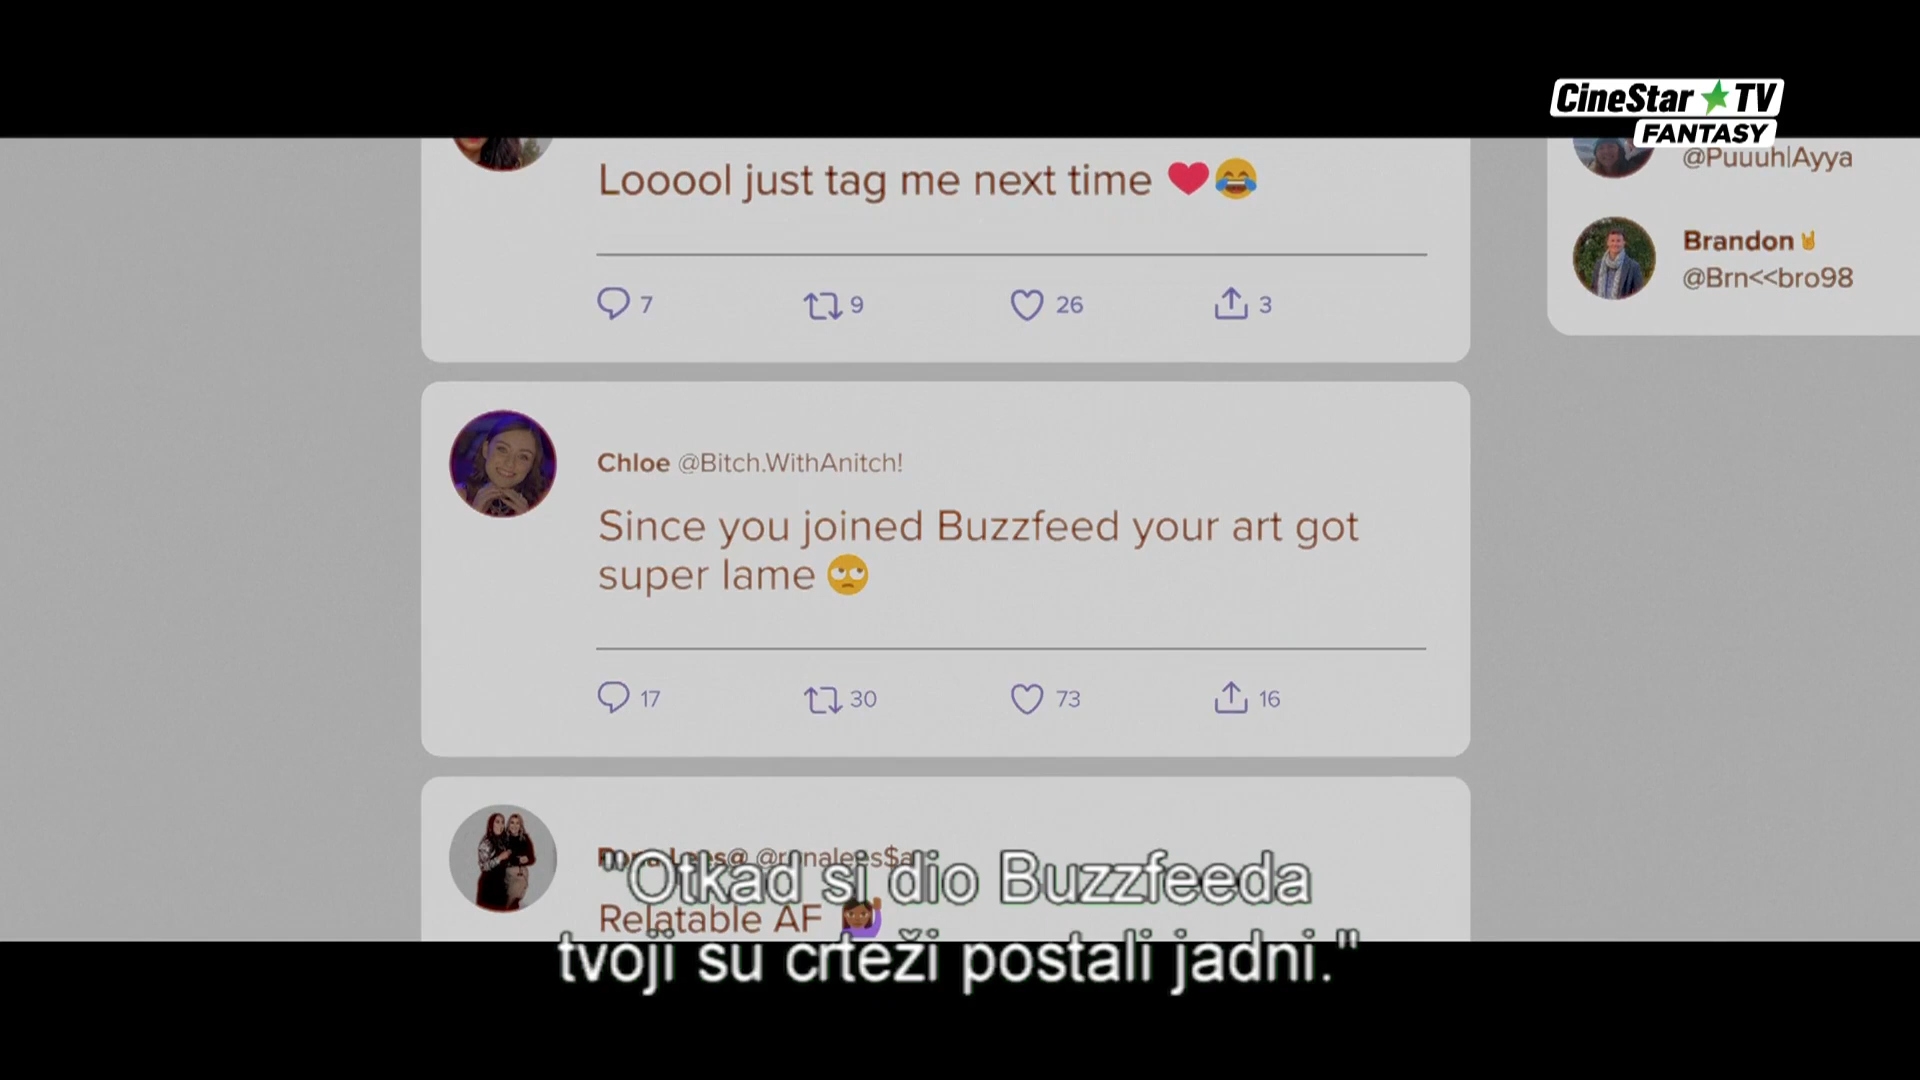 CineStar TV
FANTASY
Looool just tag me next time ❤️😂
7 9 26 3
@Puuuh|Ayya
Brandon🤘
@Brn<<bro98
Chloe @Bitch.WithAnitch!
Since you joined Buzzfeed your art got
super lame 🙄
17 30 73 16
Relatable AF 🙋🏾‍♀️
"Otkad si dio Buzzfeeda
tvoji su crteži postali jadni."